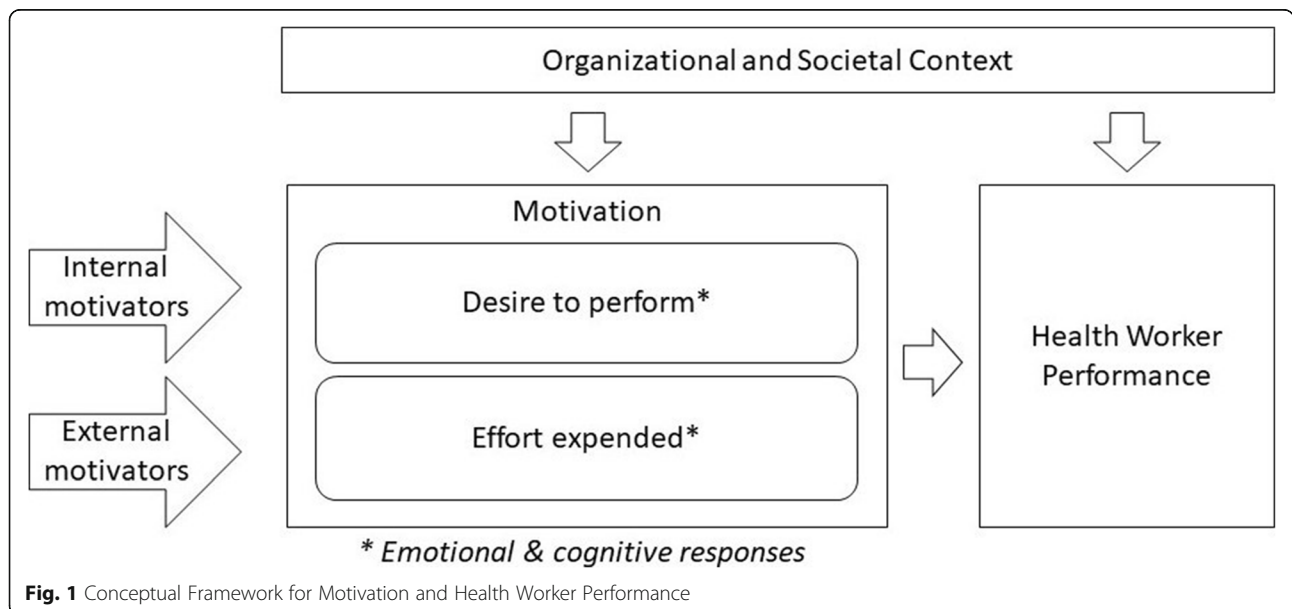 Organizational and Societal Context
Internal
motivators
External
motivators
Motivation
Desire to perform*
Effort expended*
* Emotional & cognitive responses
Health Worker
Performance
Fig. 1 Conceptual Framework for Motivation and Health Worker Performance